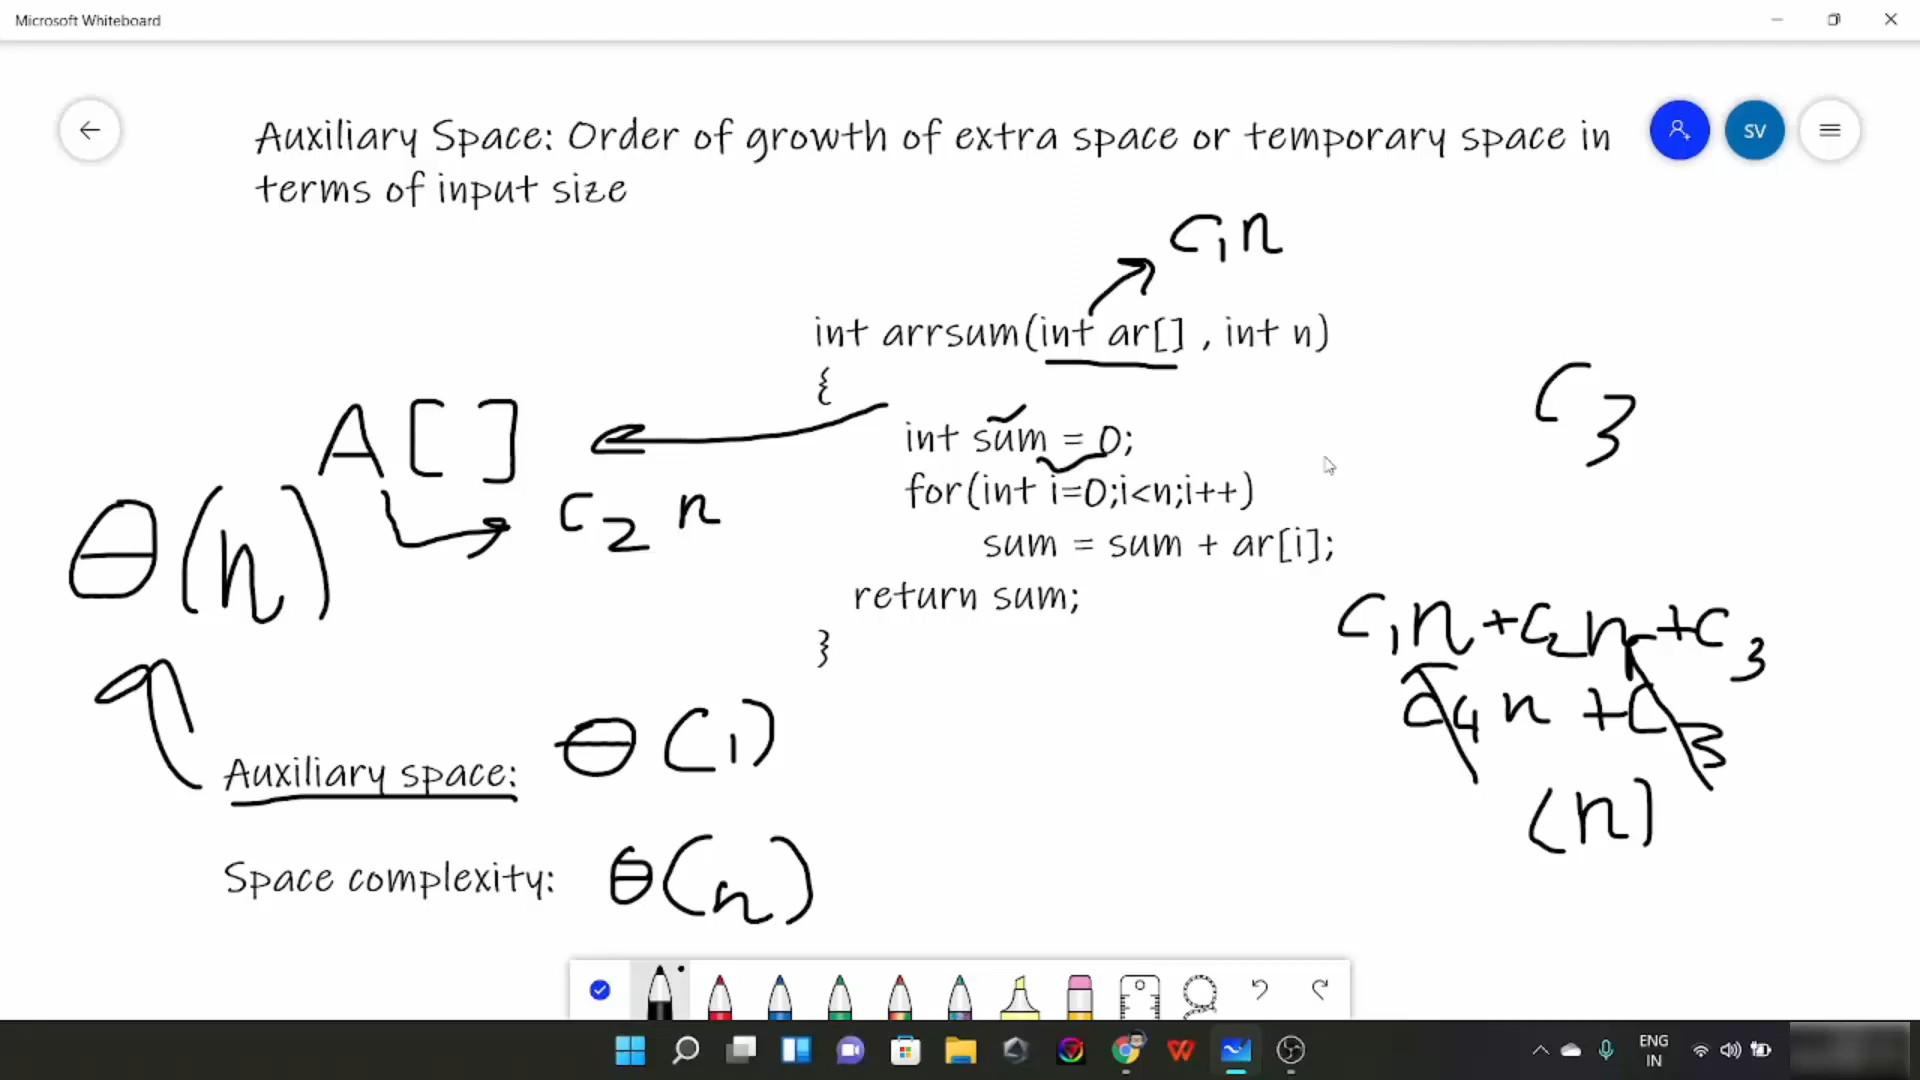 Microsoft Whiteboard
Auxiliary Space: Order of growth of extra space or temporary space in
terms of input size
SV
C₁n
int arrsum(int ar[] , int n)
{
C₃
A[]
int sum = 0;
C₂ n
for(int i=0;i<n;i++)
θ(n)
sum = sum + ar[i];
return sum;
C₁n+C₂n+C₃
}
C₄n+C₃
Auxiliary space: θ(1)
(n)
Space complexity: θ(n)
ENG
IN